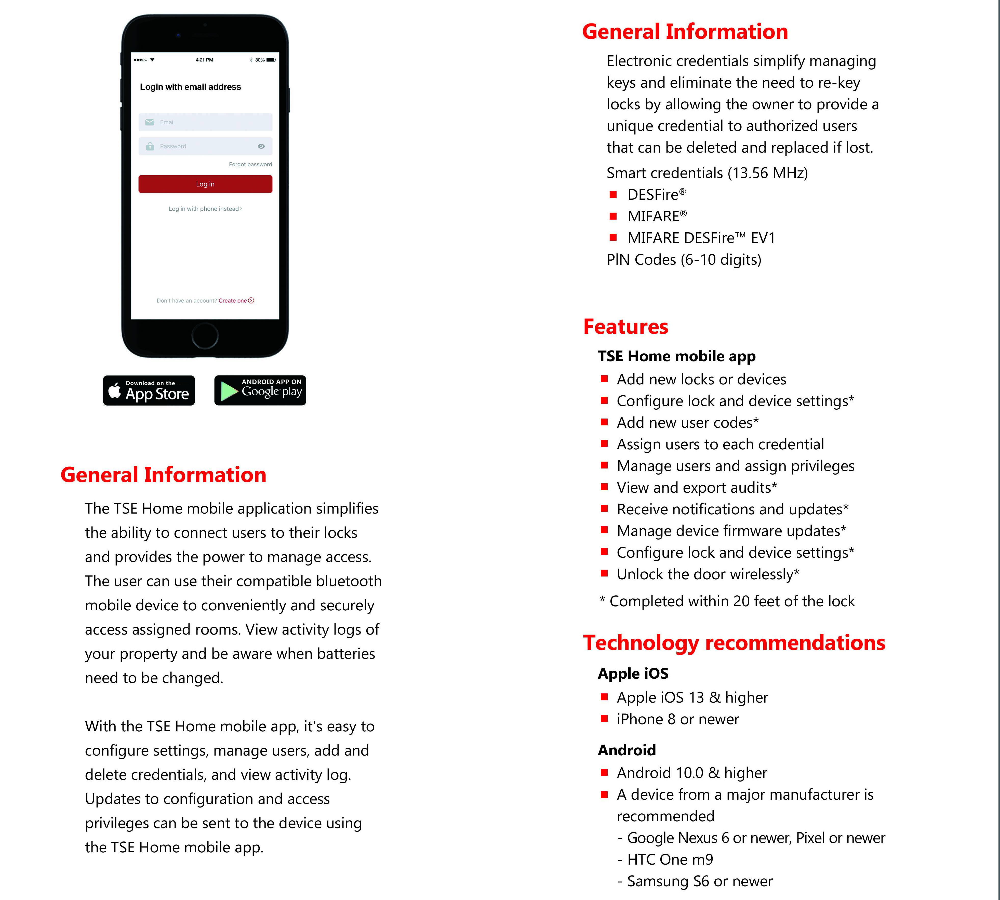 4:21 PM
80%
Login with email address
Email
Password
Forgot password
Log in
Log in with phone instead>
Don't have an account? Create one
Download on the
App Store
ANDROID APP ON
Google play
General Information
The TSE Home mobile application simplifies
the ability to connect users to their locks
and provides the power to manage access.
The user can use their compatible bluetooth
mobile device to conveniently and securely
access assigned rooms. View activity logs of
your property and be aware when batteries
need to be changed.
With the TSE Home mobile app, it's easy to
configure settings, manage users, add and
delete credentials, and view activity log.
Updates to configuration and access
privileges can be sent to the device using
the TSE Home mobile app.
General Information
Electronic credentials simplify managing
keys and eliminate the need to re-key
locks by allowing the owner to provide a
unique credential to authorized users
that can be deleted and replaced if lost.
Smart credentials (13.56 MHz)
■ DESFire®
■ MIFARE®
■ MIFARE DESFire™ EV1
PlN Codes (6-10 digits)
Features
TSE Home mobile app
■ Add new locks or devices
■ Configure lock and device settings*
■ Add new user codes*
■ Assign users to each credential
■ Manage users and assign privileges
■ View and export audits*
■ Receive notifications and updates*
■ Manage device firmware updates*
■ Configure lock and device settings*
■ Unlock the door wirelessly*
* Completed within 20 feet of the lock
Technology recommendations
Apple iOS
■ Apple iOS 13 & higher
■ iPhone 8 or newer
Android
■ Android 10.0 & higher
■ A device from a major manufacturer is
recommended
- Google Nexus 6 or newer, Pixel or newer
- HTC One m9
- Samsung S6 or newer